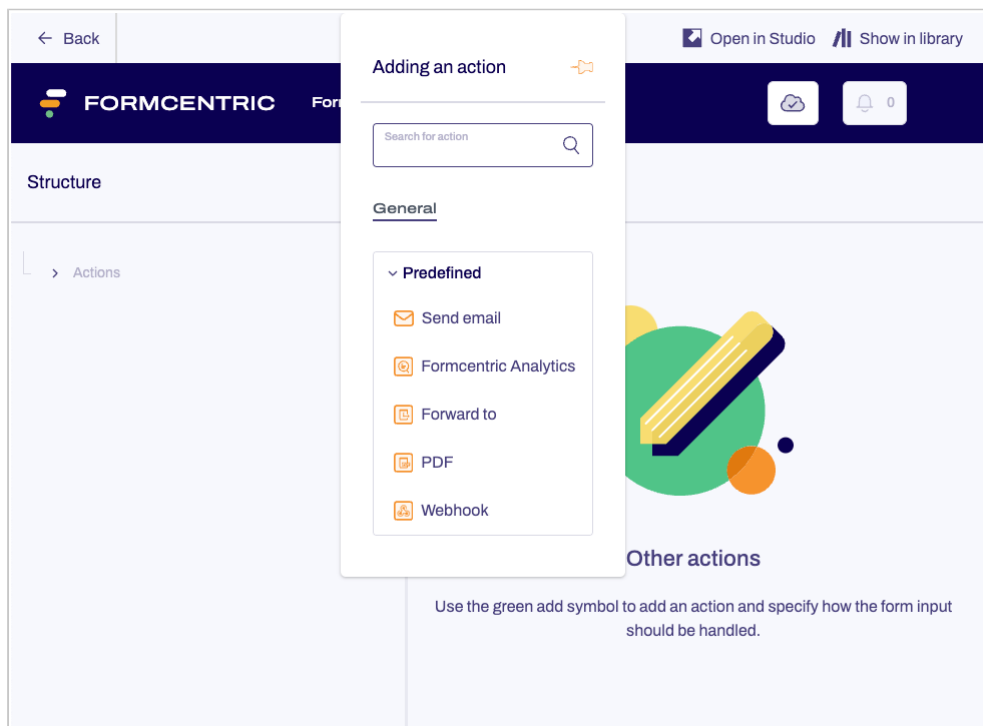 Back
Open in Studio
Show in library
Adding an action
FORMCENTRIC
0
Search for action
Structure
General
Actions
Predefined
Send email
Formcentric Analytics
Forward to
PDF
Webhook
Other actions
Use the green add symbol to add an action and specify how the form input
should be handled.